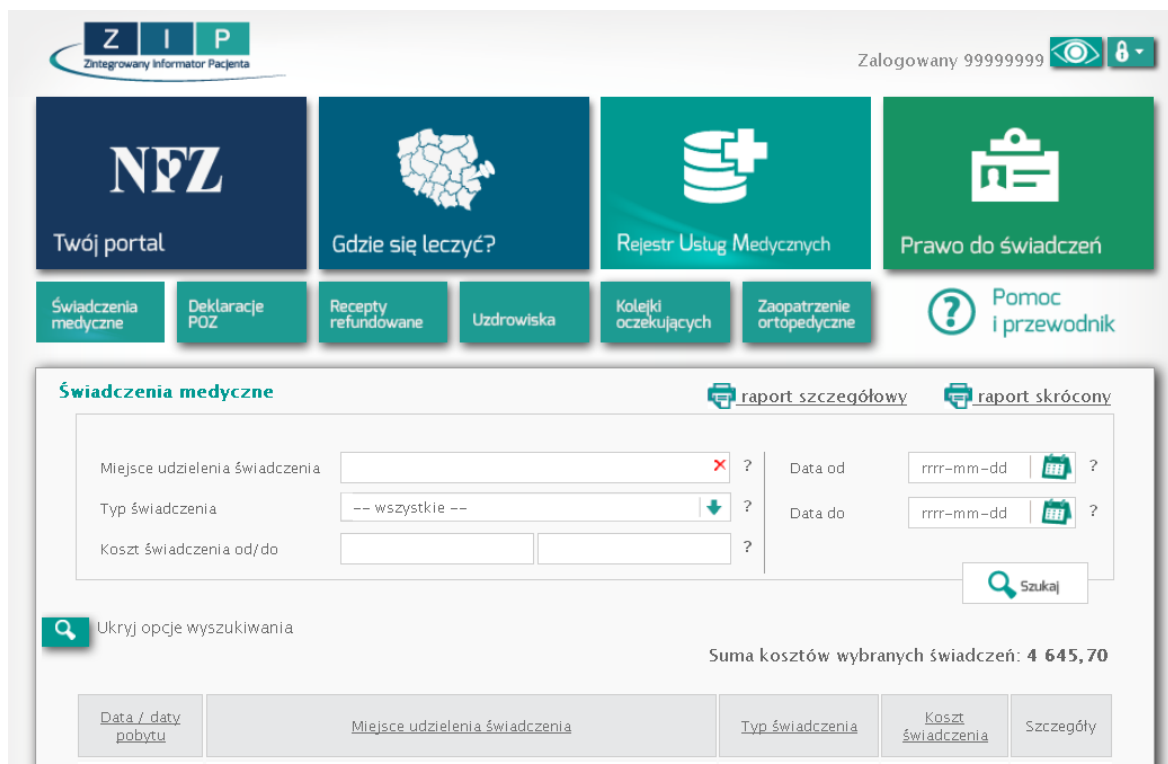 Z I P
Zintegrowany Informator Pacjenta
Zalogowany 99999999
NFZ
Twój portal
Gdzie się leczyć?
Rejestr Usług Medycznych
Prawo do świadczeń
Świadczenia
medyczne
Deklaracje
POZ
Recepty
refundowane
Uzdrowiska
Kolejki
oczekujących
Zaopatrzenie
ortopedyczne
?
Pomoc
i przewodnik
Świadczenia medyczne
raport szczegółowy
raport skrócony
Miejsce udzielenia świadczenia ?
Data od rrrr-mm-dd ?
Typ świadczenia -- wszystkie -- ?
Data do rrrr-mm-dd ?
Koszt świadczenia od/do ?
Szukaj
Ukryj opcje wyszukiwania
Suma kosztów wybranych świadczeń: 4 645,70
Data / daty
pobytu
Miejsce udzielenia świadczenia
Typ świadczenia
Koszt
świadczenia
Szczegóły